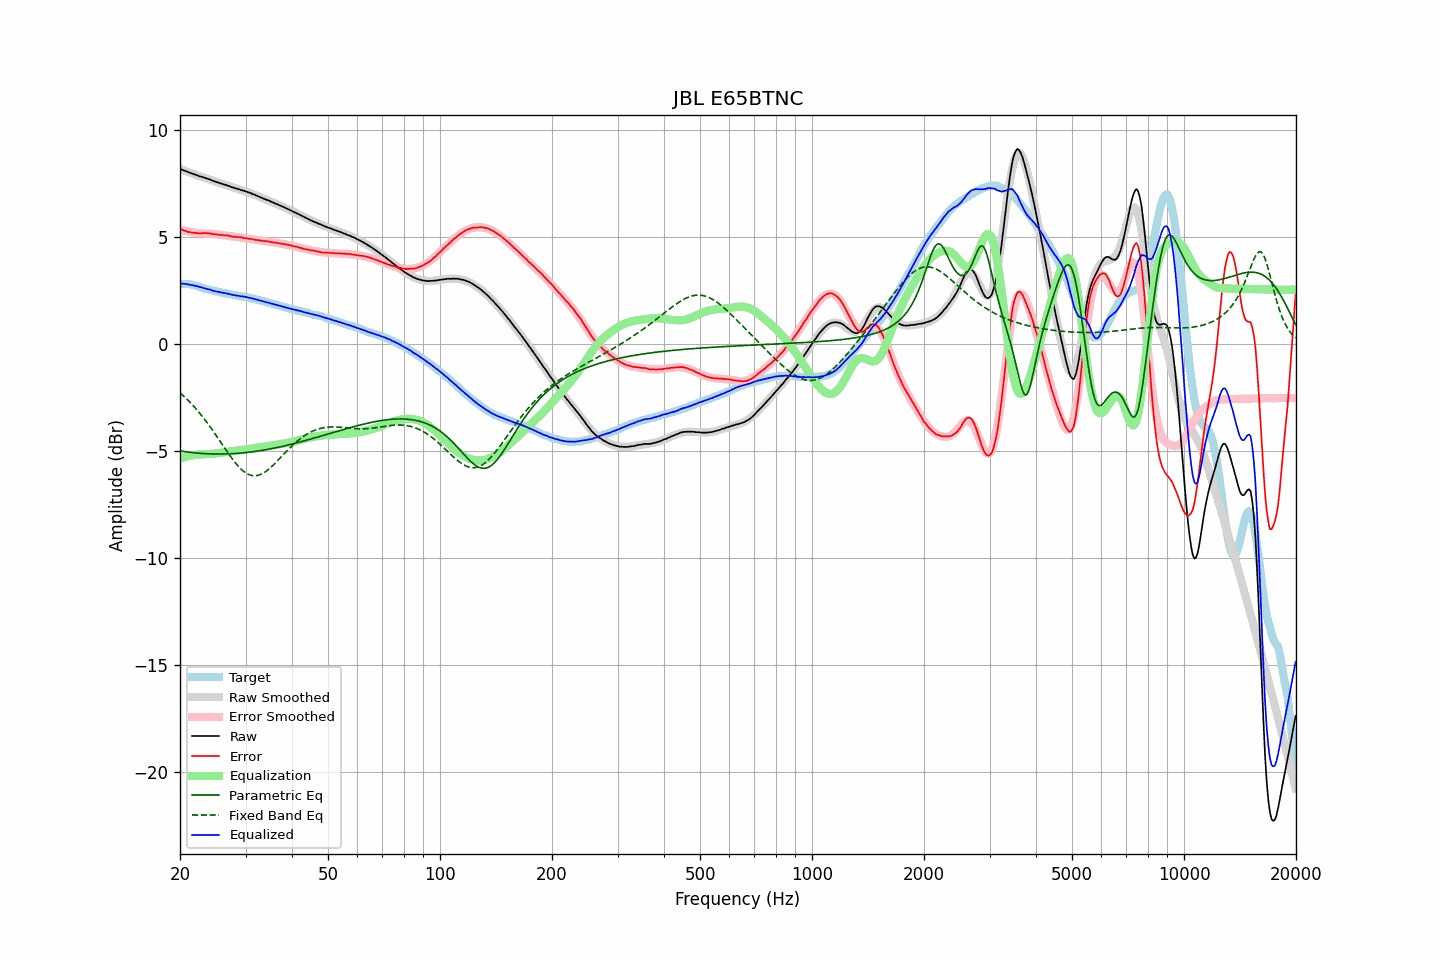 JBL E65BTNC
10
5
0
−5
−10
−15
−20
Amplitude (dBr)
Target
Raw Smoothed
Error Smoothed
Raw
Error
Equalization
Parametric Eq
Fixed Band Eq
Equalized
20 50 100 200 500 1000 2000 5000 10000 20000
Frequency (Hz)